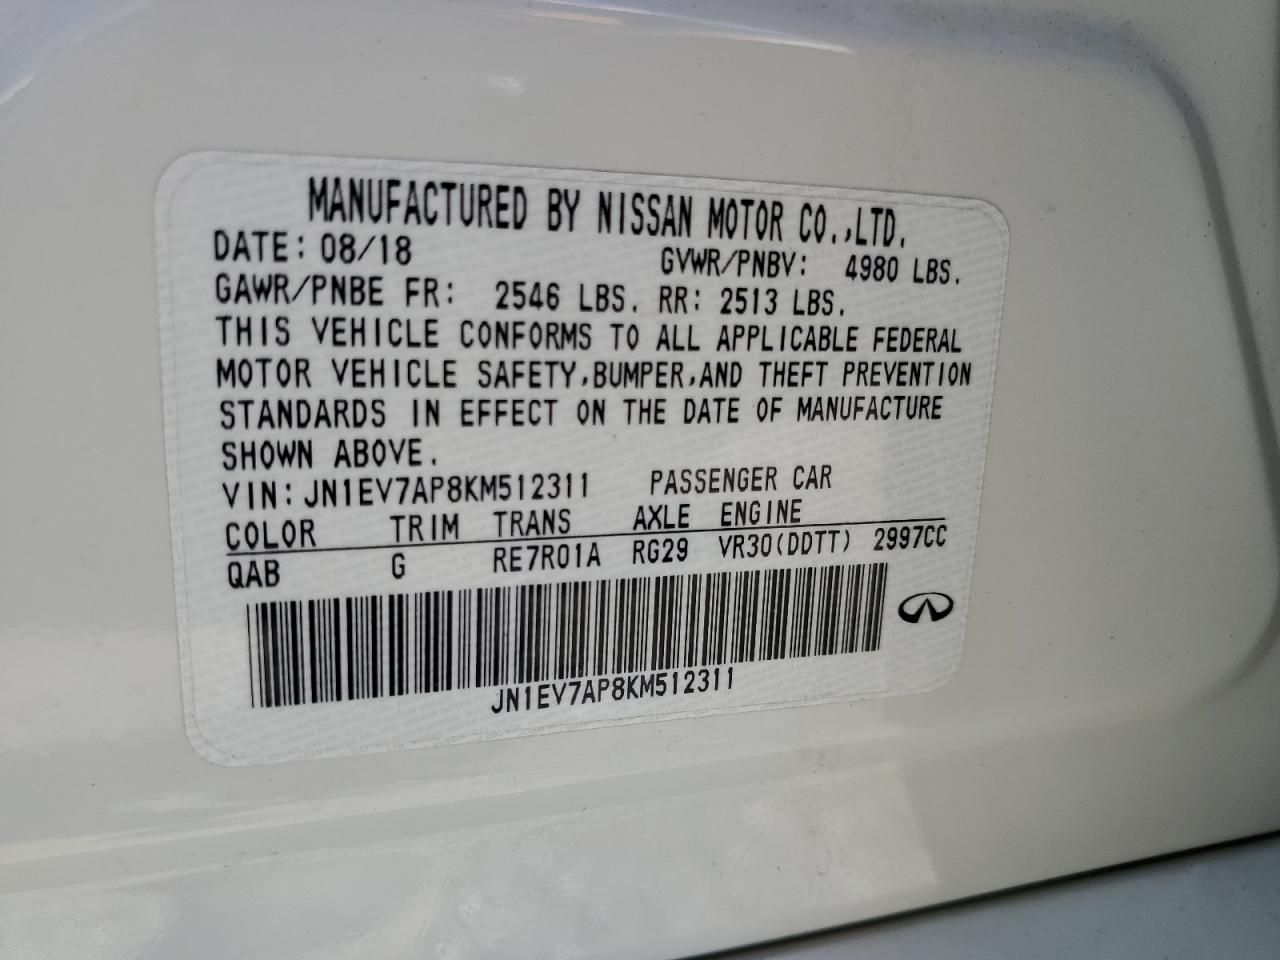 MANUFACTURED BY NISSAN MOTOR CO.,LTD.
DATE: 08/18 GVWR/PNBV: 4980 LBS.
GAWR/PNBE FR: 2546 LBS. RR: 2513 LBS.
THIS VEHICLE CONFORMS TO ALL APPLICABLE FEDERAL
MOTOR VEHICLE SAFETY,BUMPER,AND THEFT PREVENTION
STANDARDS IN EFFECT ON THE DATE OF MANUFACTURE
SHOWN ABOVE.
VIN: JN1EV7AP8KM512311 PASSENGER CAR
COLOR TRIM TRANS AXLE ENGINE
QAB G RE7R01A RG29 VR30(DDTT) 2997CC
JN1EV7AP8KM512311